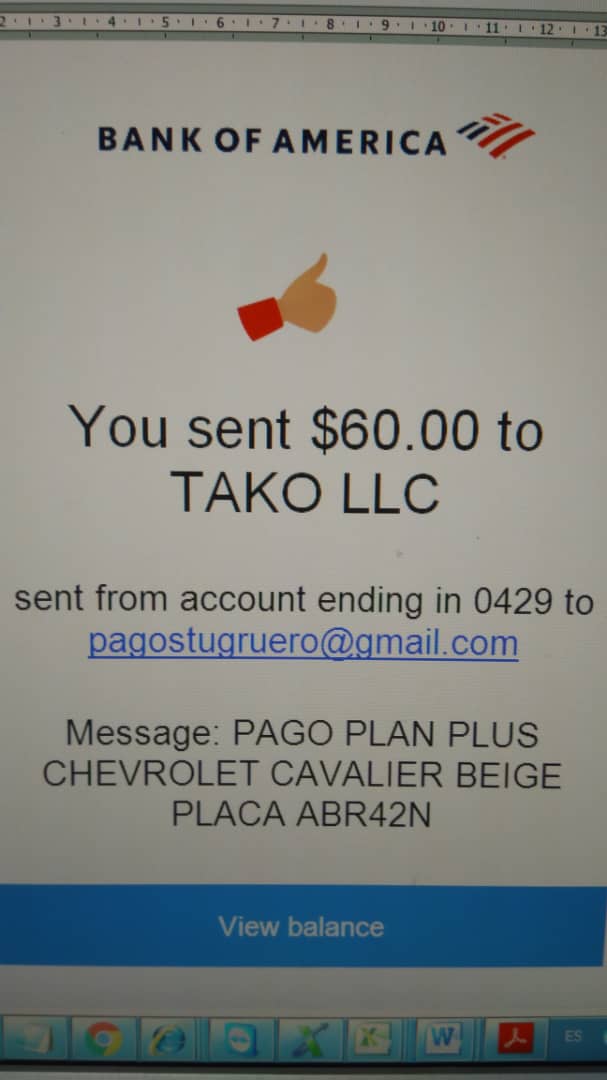 2 · ı · 3 · ı · 4 · ı · 5 · ı · 6 · ı · 7 · ı · 8 · ı · 9 · ı · 10 · ı · 11 · ı · 12 · ı · 13
BANK OF AMERICA
You sent $60.00 to
TAKO LLC
sent from account ending in 0429 to
pagostugruero@gmail.com
Message: PAGO PLAN PLUS
CHEVROLET CAVALIER BEIGE
PLACA ABR42N
View balance
ES